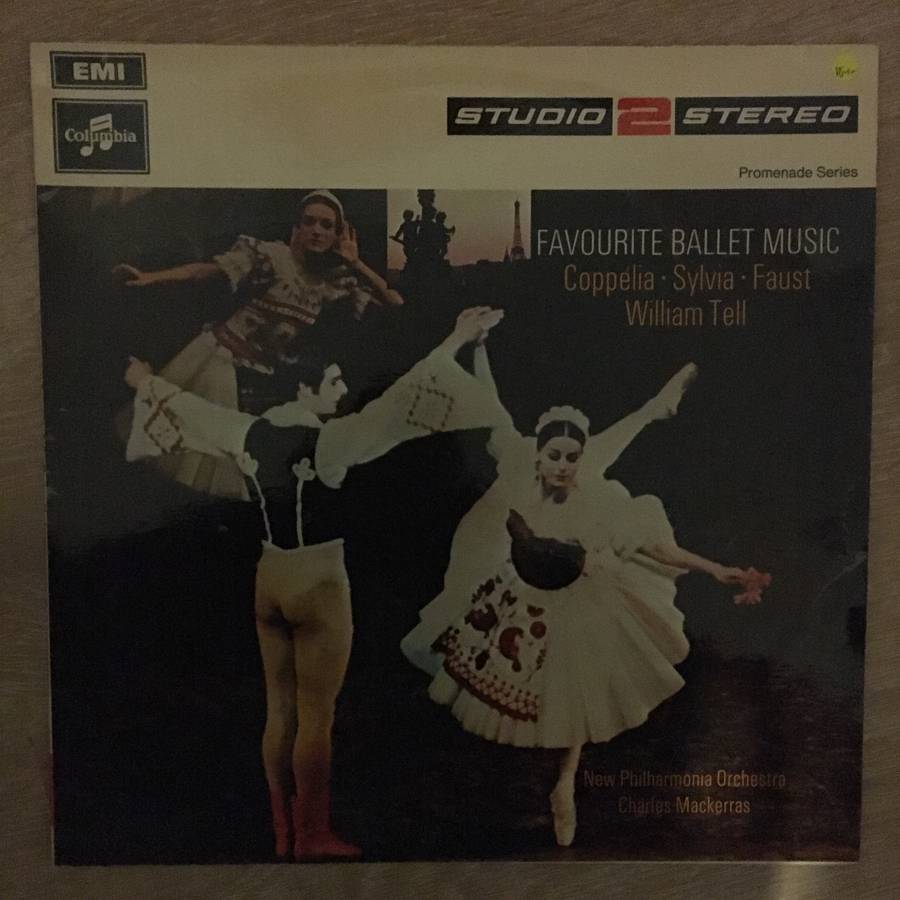 EMI
Columbia
STUDIO 2 STEREO
Promenade Series
FAVOURITE BALLET MUSIC
Coppélia · Sylvia · Faust
William Tell
New Philharmonia Orchestra
Charles Mackerras